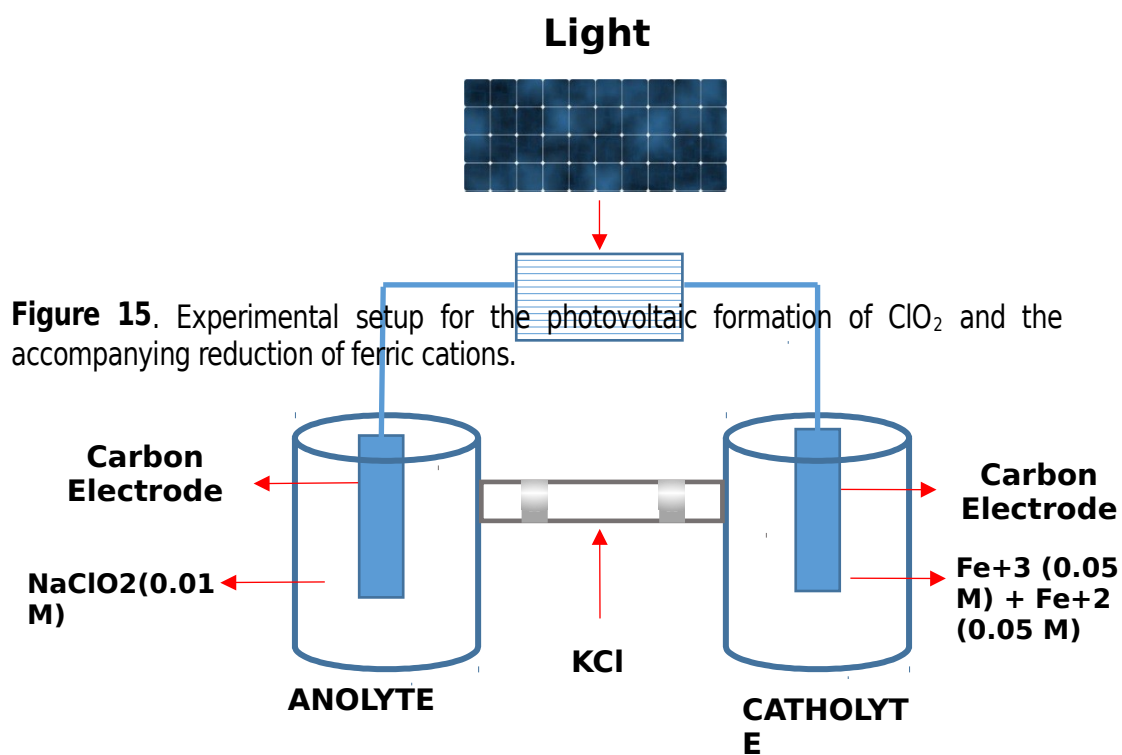 Light
Figure 15. Experimental setup for the photovoltaic formation of ClO₂ and the
accompanying reduction of ferric cations.
Carbon
Electrode
Carbon
Electrode
NaClO2(0.01
M)
Fe+3 (0.05
M) + Fe+2
(0.05 M)
KCl
ANOLYTE
CATHOLYT
E